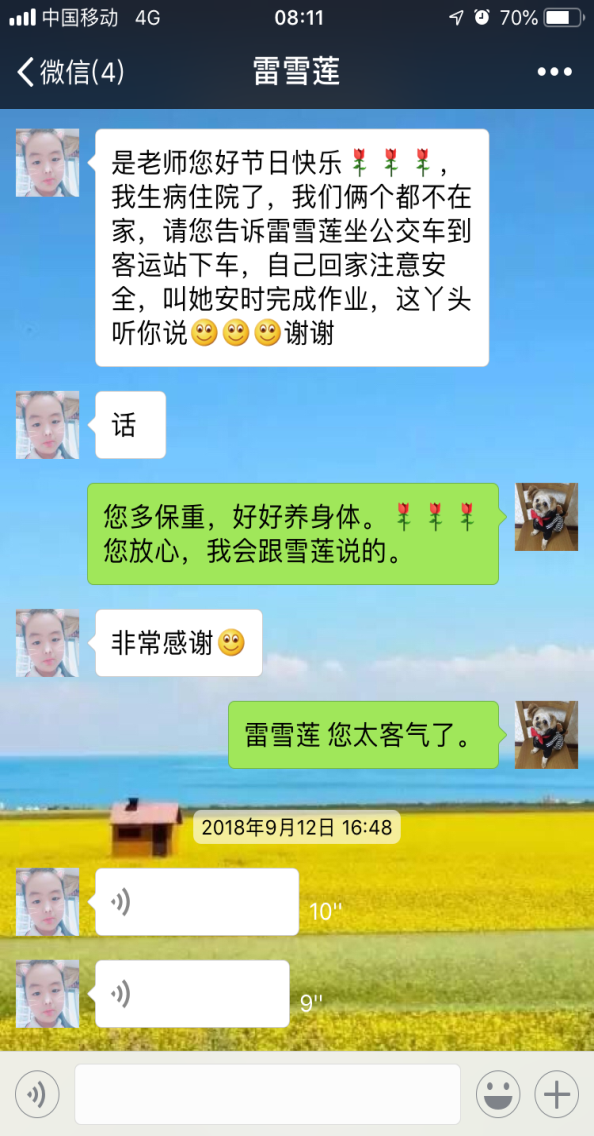 中国移动 4G 08:11 70%
微信(4) 雷雪莲
是老师您好节日快乐🌹🌹🌹，
我生病住院了，我们俩个都不在
家，请您告诉雷雪莲坐公交车到
客运站下车，自己回家注意安
全，叫她安时完成作业，这丫头
听你说🙂🙂🙂谢谢
话
您多保重，好好养身体。🌹🌹🌹
您放心，我会跟雪莲说的。
非常感谢🙂
雷雪莲 您太客气了。
2018年9月12日 16:48
10"
9"